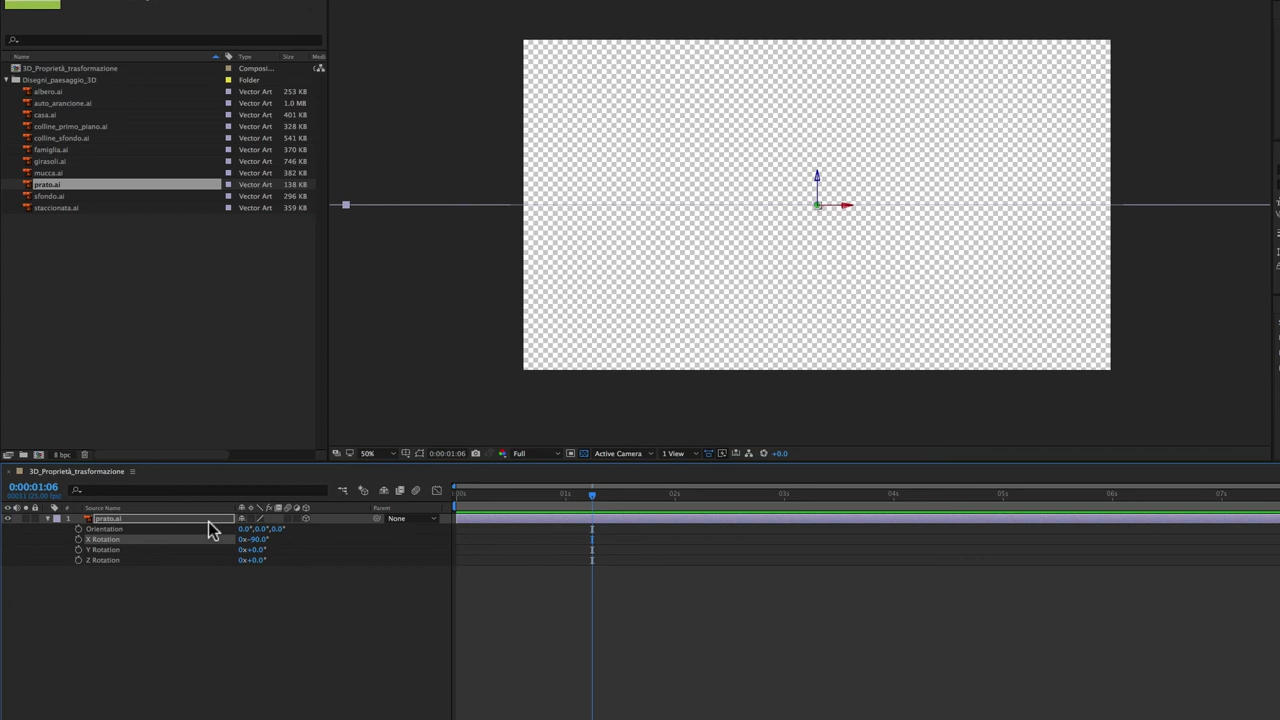 Name Type Size Medi
3D_Proprietà_trasformazione Composi...
Disegni_paesaggio_3D Folder
albero.ai Vector Art 253 KB
auto_arancione.ai Vector Art 1.0 MB
casa.ai Vector Art 401 KB
colline_primo_piano.ai Vector Art 328 KB
colline_sfondo.ai Vector Art 541 KB
famiglia.ai Vector Art 370 KB
girasoli.ai Vector Art 746 KB
mucca.ai Vector Art 382 KB
prato.ai Vector Art 138 KB
sfondo.ai Vector Art 296 KB
staccionata.ai Vector Art 359 KB
8 bpc
50% 0:00:01:06 Full Active Camera 1 View +0.0
3D_Proprietà_trasformazione
0:00:01:06
00031 (25.00 fps)
:00s 01s 02s 03s 04s 05s 06s 07s
# Source Name Parent
1 prato.ai None
Orientation 0.0°,0.0°,0.0°
X Rotation 0x-90.0°
Y Rotation 0x+0.0°
Z Rotation 0x+0.0°